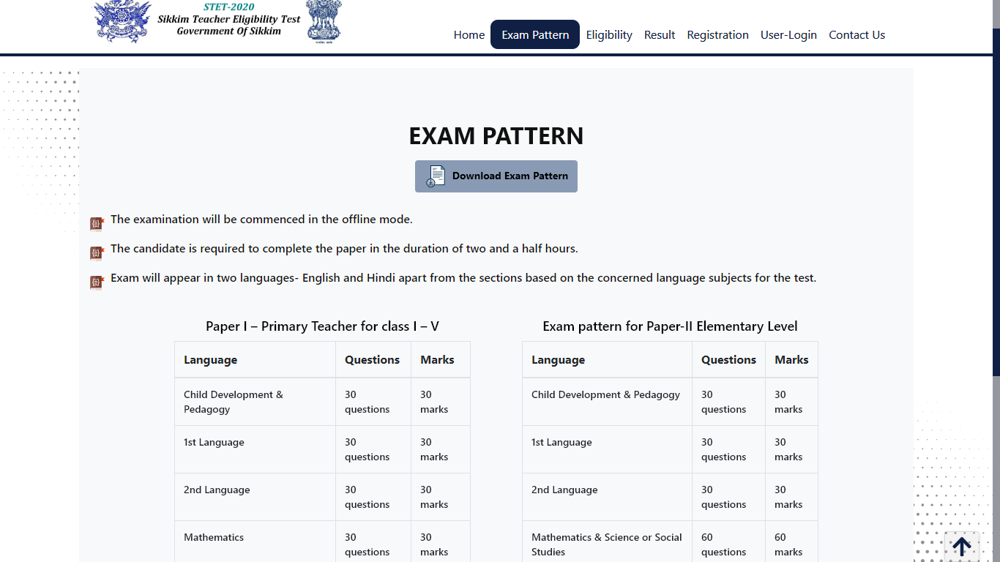 STET-2020
Sikkim Teacher Eligibility Test
Government Of Sikkim
Home Exam Pattern Eligibility Result Registration User-Login Contact Us
EXAM PATTERN
Download Exam Pattern
The examination will be commenced in the offline mode.
The candidate is required to complete the paper in the duration of two and a half hours.
Exam will appear in two languages- English and Hindi apart from the sections based on the concerned language subjects for the test.
Paper I – Primary Teacher for class I – V
Language Questions Marks
Child Development & 30 30
Pedagogy questions marks
1st Language 30 30
questions marks
2nd Language 30 30
questions marks
Mathematics 30 30
questions marks
Exam pattern for Paper-II Elementary Level
Language Questions Marks
Child Development & Pedagogy 30 30
questions marks
1st Language 30 30
questions marks
2nd Language 30 30
questions marks
Mathematics & Science or Social 60 60
Studies questions marks